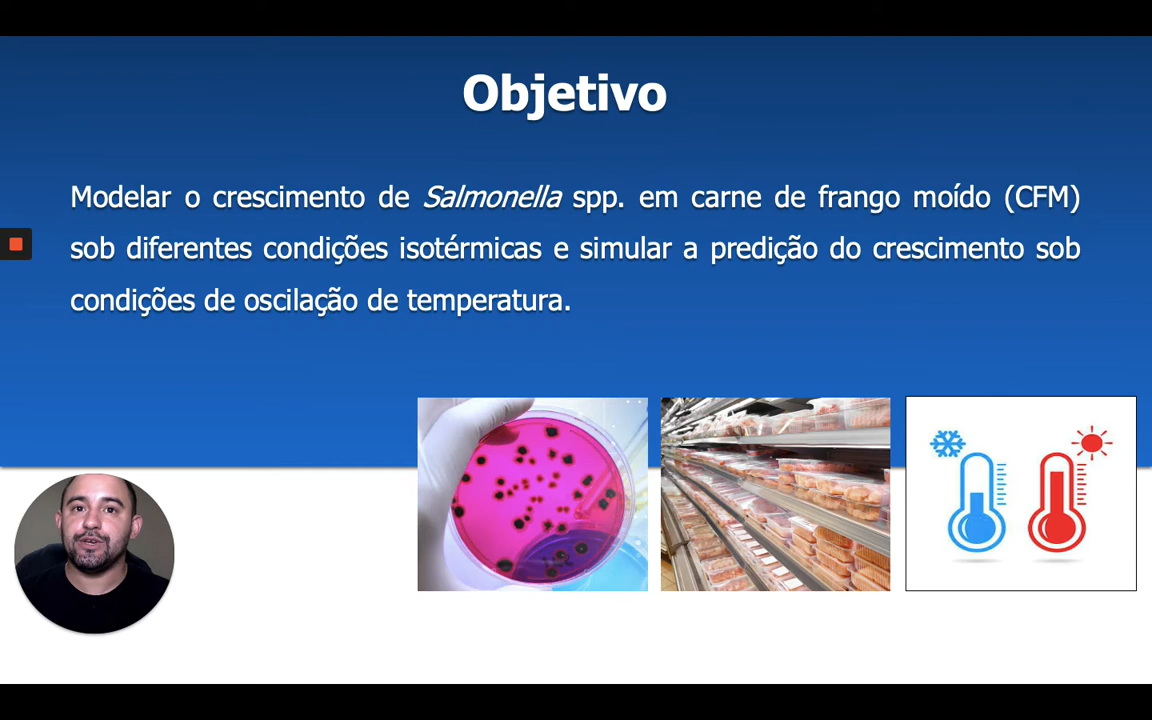 Objetivo
Modelar o crescimento de Salmonella spp. em carne de frango moído (CFM)
sob diferentes condições isotérmicas e simular a predição do crescimento sob
condições de oscilação de temperatura.